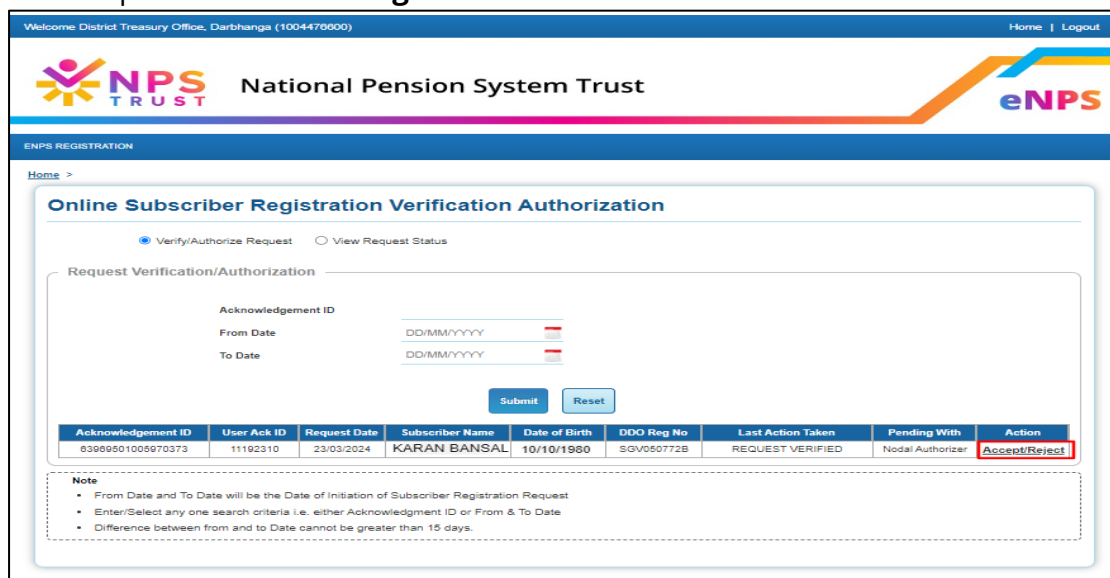 Welcome District Treasury Office, Darbhanga (1004476600) Home | Logout
NPS TRUST National Pension System Trust eNPS
ENPS REGISTRATION
Home >
Online Subscriber Registration Verification Authorization
Verify/Authorize Request View Request Status
Request Verification/Authorization
Acknowledgement ID
From Date DD/MM/YYYY
To Date DD/MM/YYYY
Submit Reset
Acknowledgement ID User Ack ID Request Date Subscriber Name Date of Birth DDO Reg No Last Action Taken Pending With Action
63969501005970373 11192310 23/03/2024 KARAN BANSAL 10/10/1980 SGV050772B REQUEST VERIFIED Nodal Authorizer Accept/Reject
Note
• From Date and To Date will be the Date of Initiation of Subscriber Registration Request
• Enter/Select any one search criteria i.e. either Acknowledgment ID or From & To Date
• Difference between from and to Date cannot be greater than 15 days.